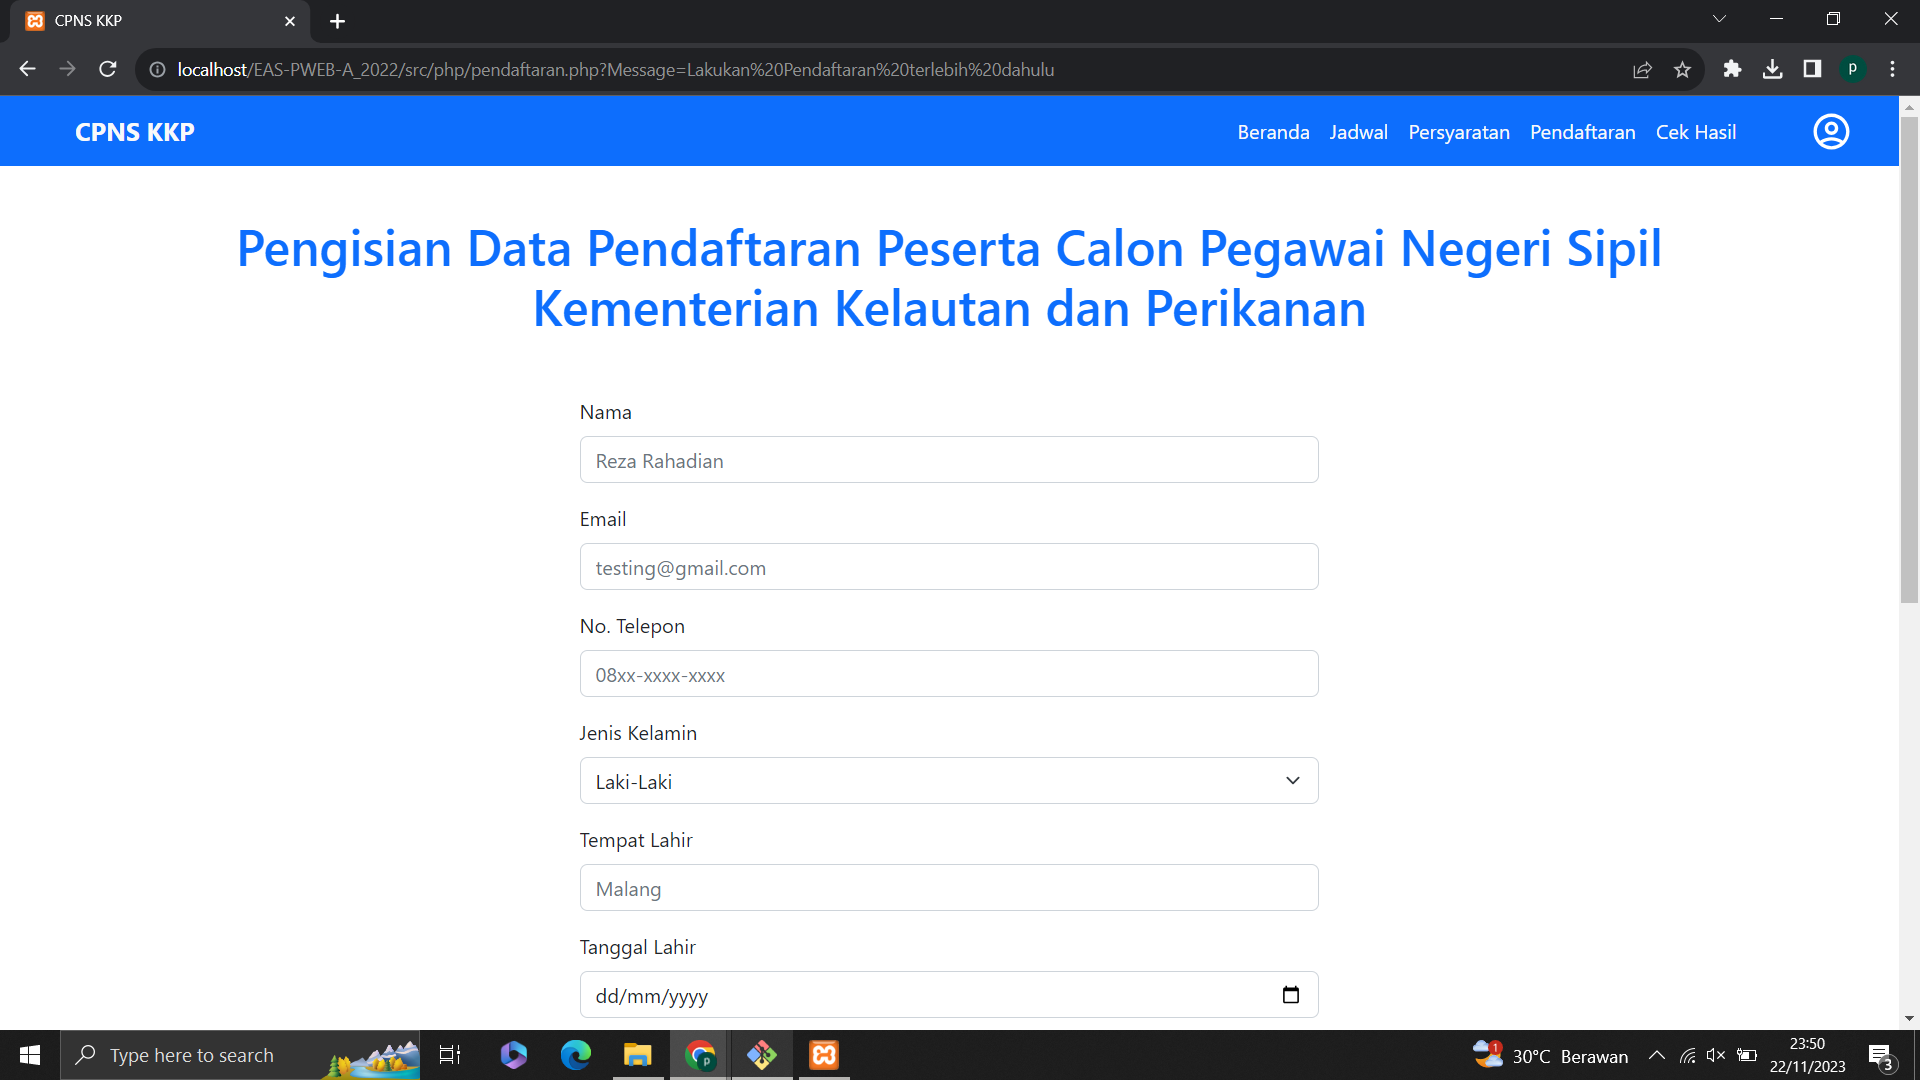 CPNS KKP
localhost/EAS-PWEB-A_2022/src/php/pendaftaran.php?Message=Lakukan%20Pendaftaran%20terlebih%20dahulu
p
CPNS KKP
Beranda Jadwal Persyaratan Pendaftaran Cek Hasil
Pengisian Data Pendaftaran Peserta Calon Pegawai Negeri Sipil
Kementerian Kelautan dan Perikanan
Nama
Reza Rahadian
Email
testing@gmail.com
No. Telepon
08xx-xxxx-xxxx
Jenis Kelamin
Laki-Laki
Tempat Lahir
Malang
Tanggal Lahir
dd/mm/yyyy
Type here to search
p
1
30°C Berawan
23:50
22/11/2023
3